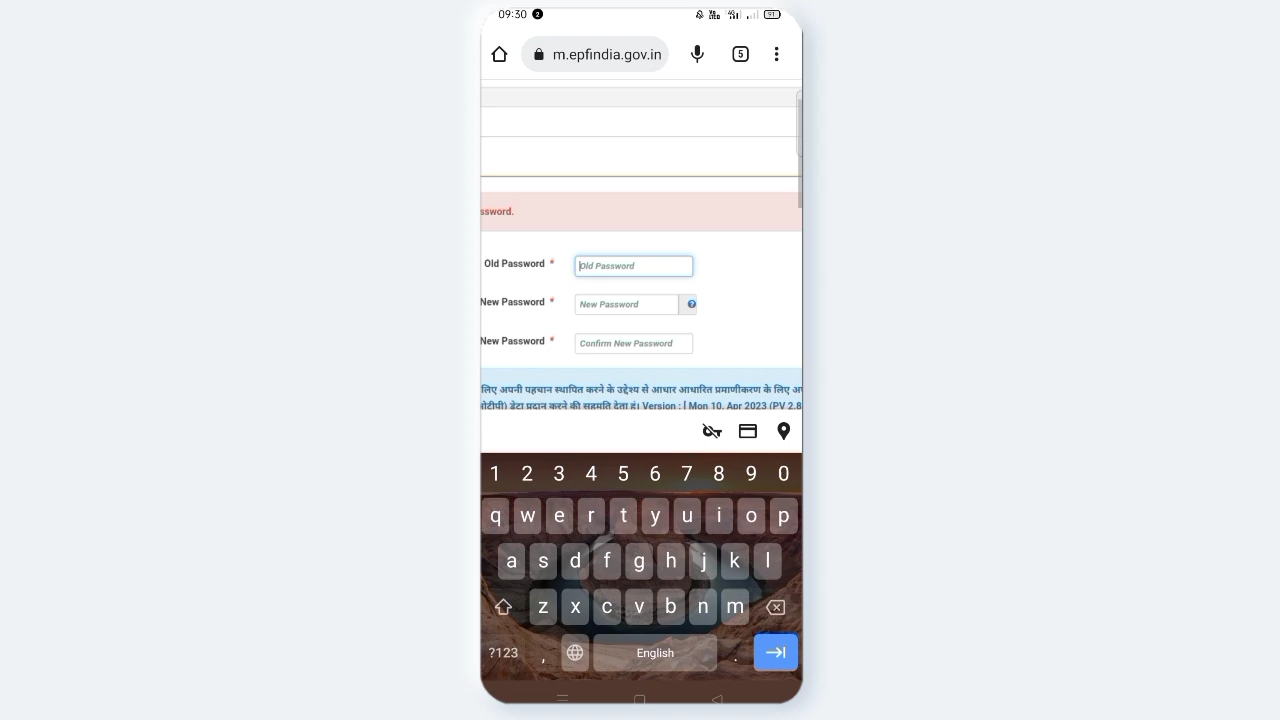 09:30 2
91
m.epfindia.gov.in 5
ssword.
Old Password * Old Password
New Password * New Password ?
New Password * Confirm New Password
लिए अपनी पहचान स्थापित करने के उद्देश्य से आधार आधारित प्रमाणीकरण के लिए
ओटीपी) डेटा प्रदान करने की सहमति देता हूं। Version : | Mon 10, Apr 2023 (PV 2.8
1 2 3 4 5 6 7 8 9 0
q w e r t y u i o p
a s d f g h j k l
z x c v b n m
?123 , English .